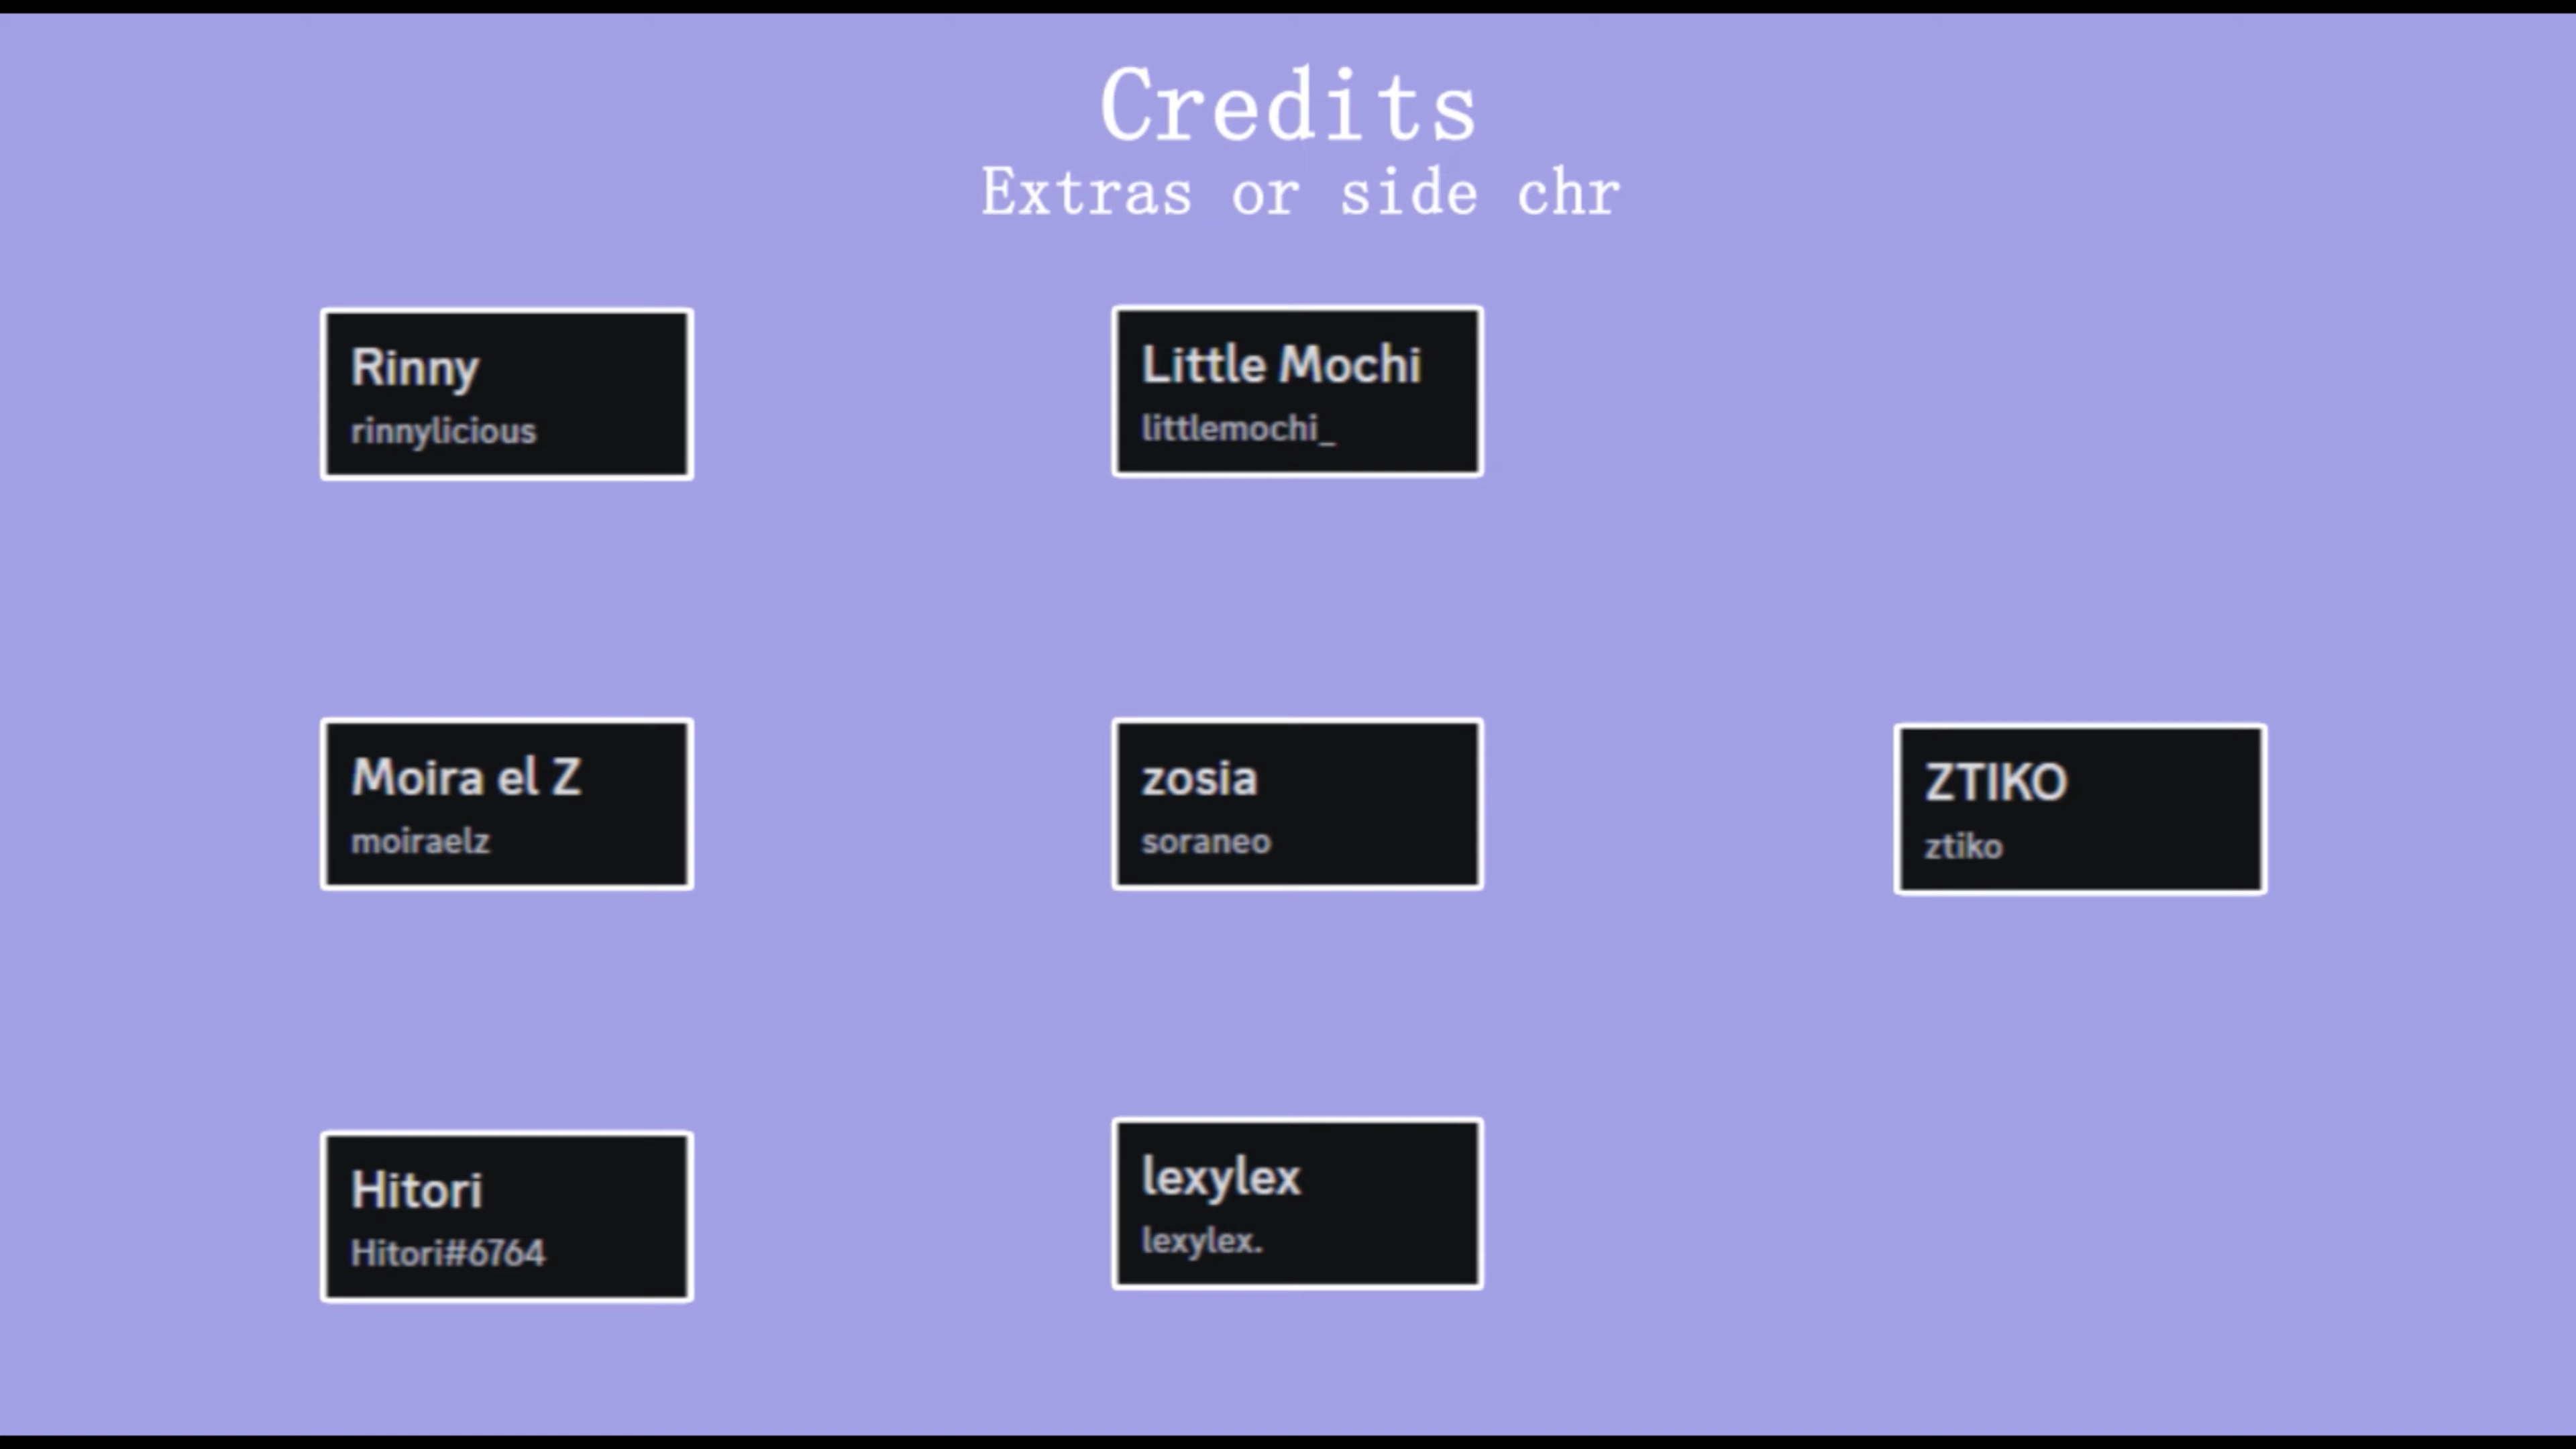 Credits
Extras or side chr
Rinny
rinnylicious
Little Mochi
littlemochi_
Moira el Z
moiraelz
zosia
soraneo
ZTIKO
ztiko
Hitori
Hitori#6764
lexylex
lexylex.